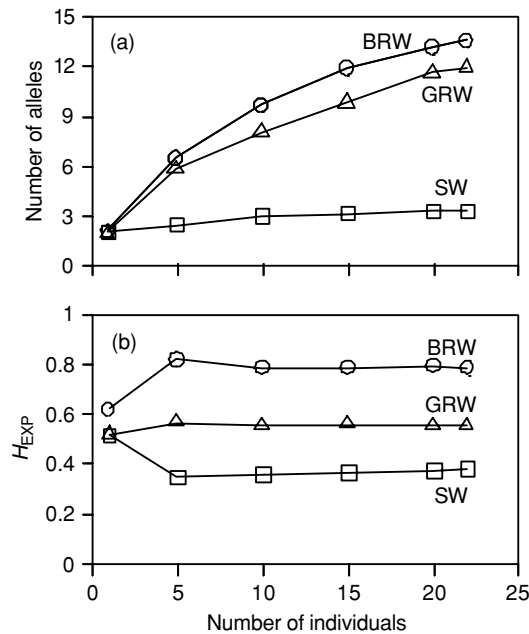 15
(a)
BRW
12
GRW
9
Number of alleles
6
SW
3
0
1
(b)
BRW
0.8
GRW
0.6
H_EXP
0.4
SW
0.2
0
0 5 10 15 20 25
Number of individuals